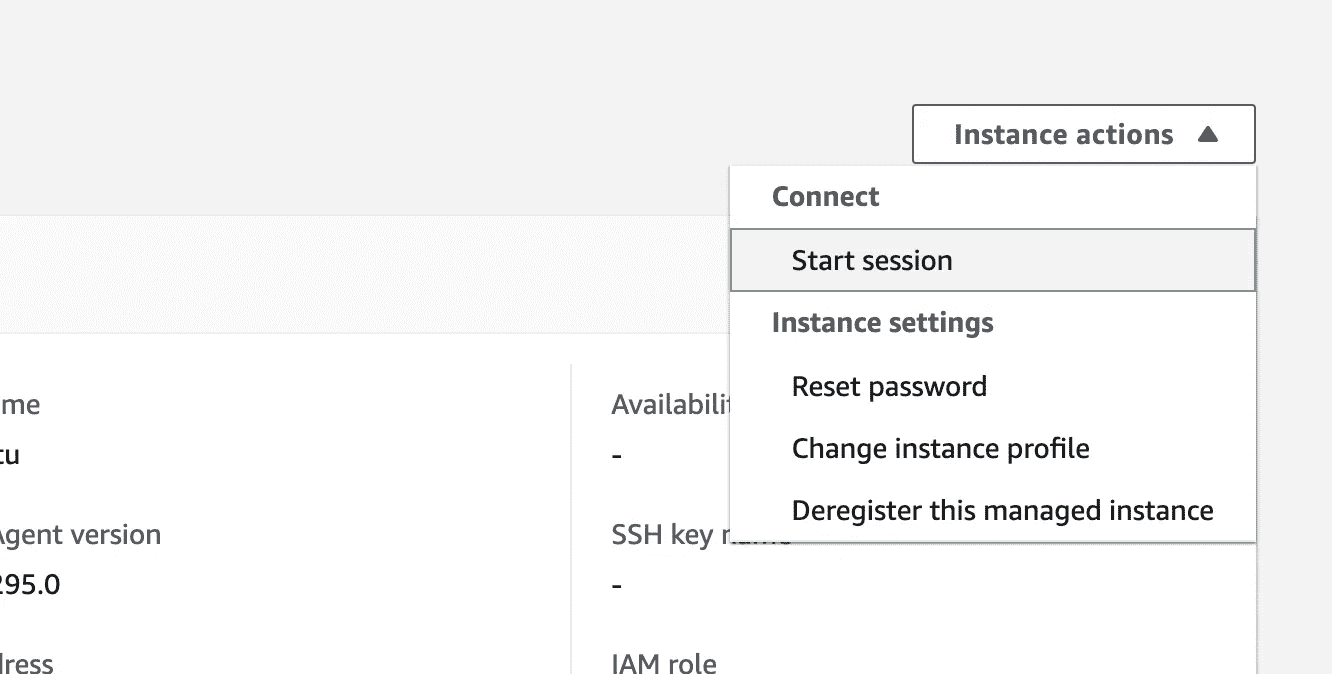 Instance actions
Connect
Start session
Instance settings
Reset password
Change instance profile
Deregister this managed instance
me
Availabilit
tu
-
Agent version
SSH key name
295.0
-
dress
IAM role